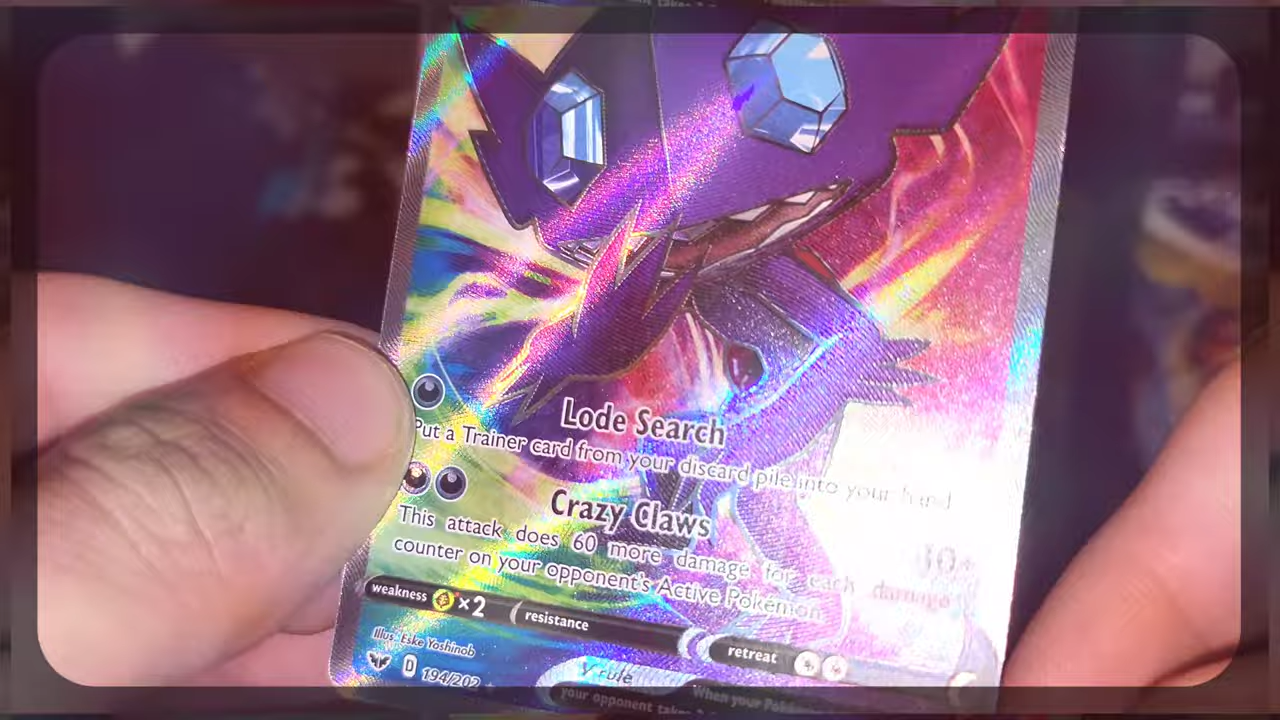 Lode Search
Put a Trainer card from your discard pile into your hand
Crazy Claws
This attack does 60 more damage for each damage
counter on your opponent's Active Pokémon
weakness ×2 resistance retreat
Illus. Eske Yoshinob
D 194/202
V rule
your opponent takes When your Pokém